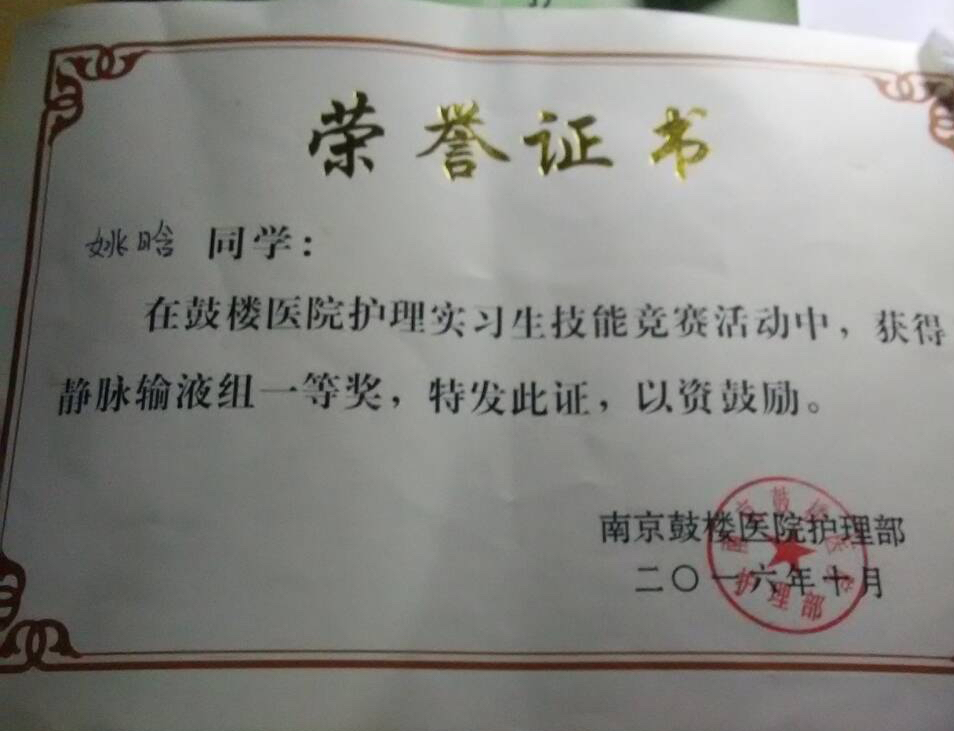 荣誉证书
姚晗 同学：
在鼓楼医院护理实习生技能竞赛活动中，获得
静脉输液组一等奖，特发此证，以资鼓励。
南京鼓楼医院护理部
二〇一六年十月
护理部